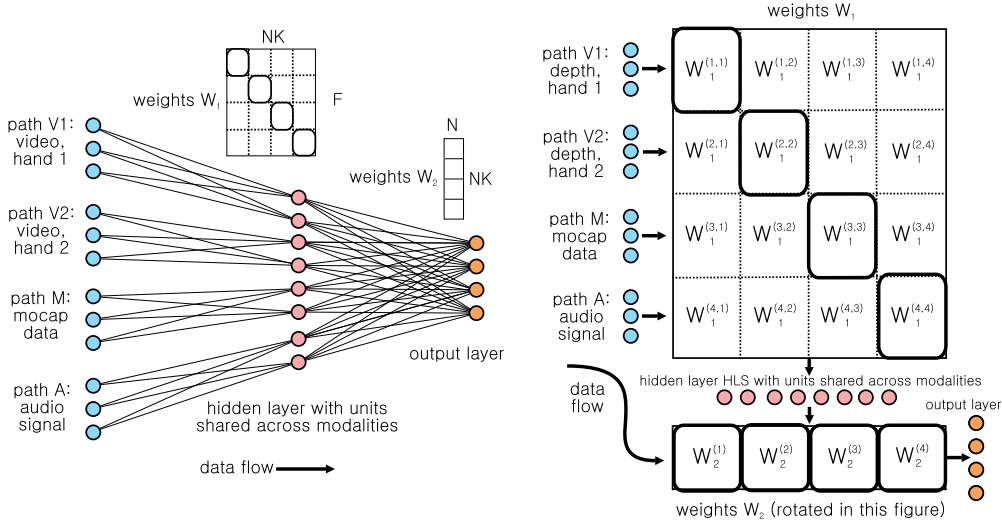 NK
weights W₁
F
path V1:
video,
hand 1
N
weights W₂
NK
path V2:
video,
hand 2
path M:
mocap
data
output layer
path A:
audio
signal
hidden layer with units
shared across modalities
data flow
weights W₁
path V1:
depth,
hand 1
W₁^(1,1) W₁^(1,2) W₁^(1,3) W₁^(1,4)
path V2:
depth,
hand 2
W₁^(2,1) W₁^(2,2) W₁^(2,3) W₁^(2,4)
path M:
mocap
data
W₁^(3,1) W₁^(3,2) W₁^(3,3) W₁^(3,4)
path A:
audio
signal
W₁^(4,1) W₁^(4,2) W₁^(4,3) W₁^(4,4)
hidden layer HLS with units shared across modalities
data
flow
output layer
W₂^(1) W₂^(2) W₂^(3) W₂^(4)
weights W₂ (rotated in this figure)